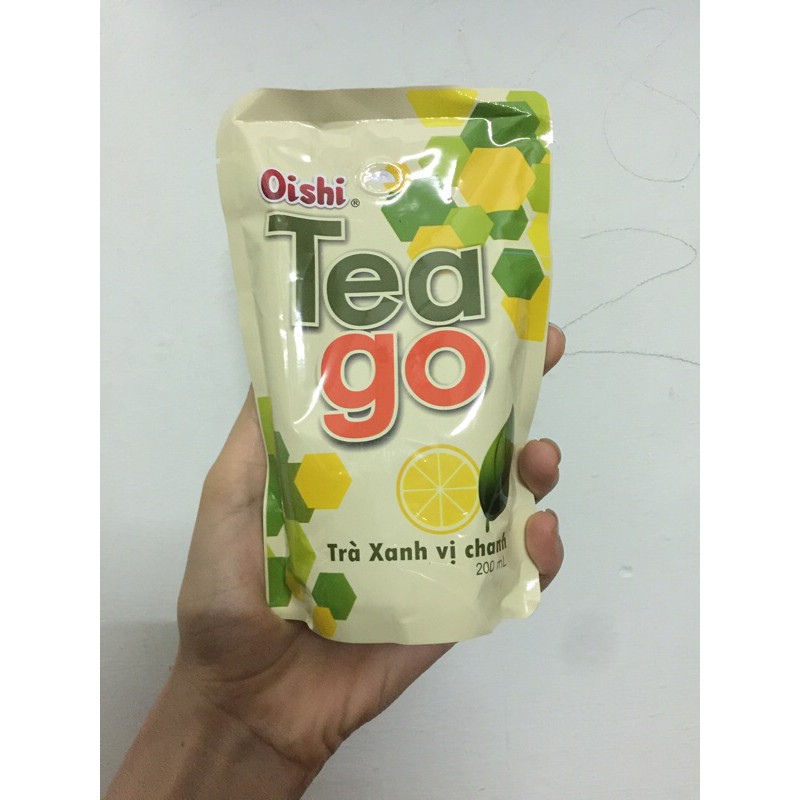 Oishi®
Tea
go
Trà Xanh vị chanh
200 mL